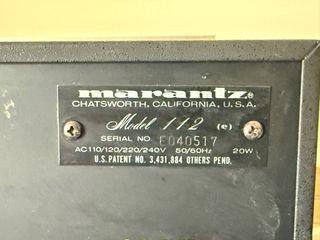 marantz®
CHATSWORTH, CALIFORNIA, U.S.A.
Model 112 (e)
SERIAL NO. E040517
AC110/120/220/240V 50/60Hz 20W
U.S. PATENT NO. 3,431,884 OTHERS PEND.